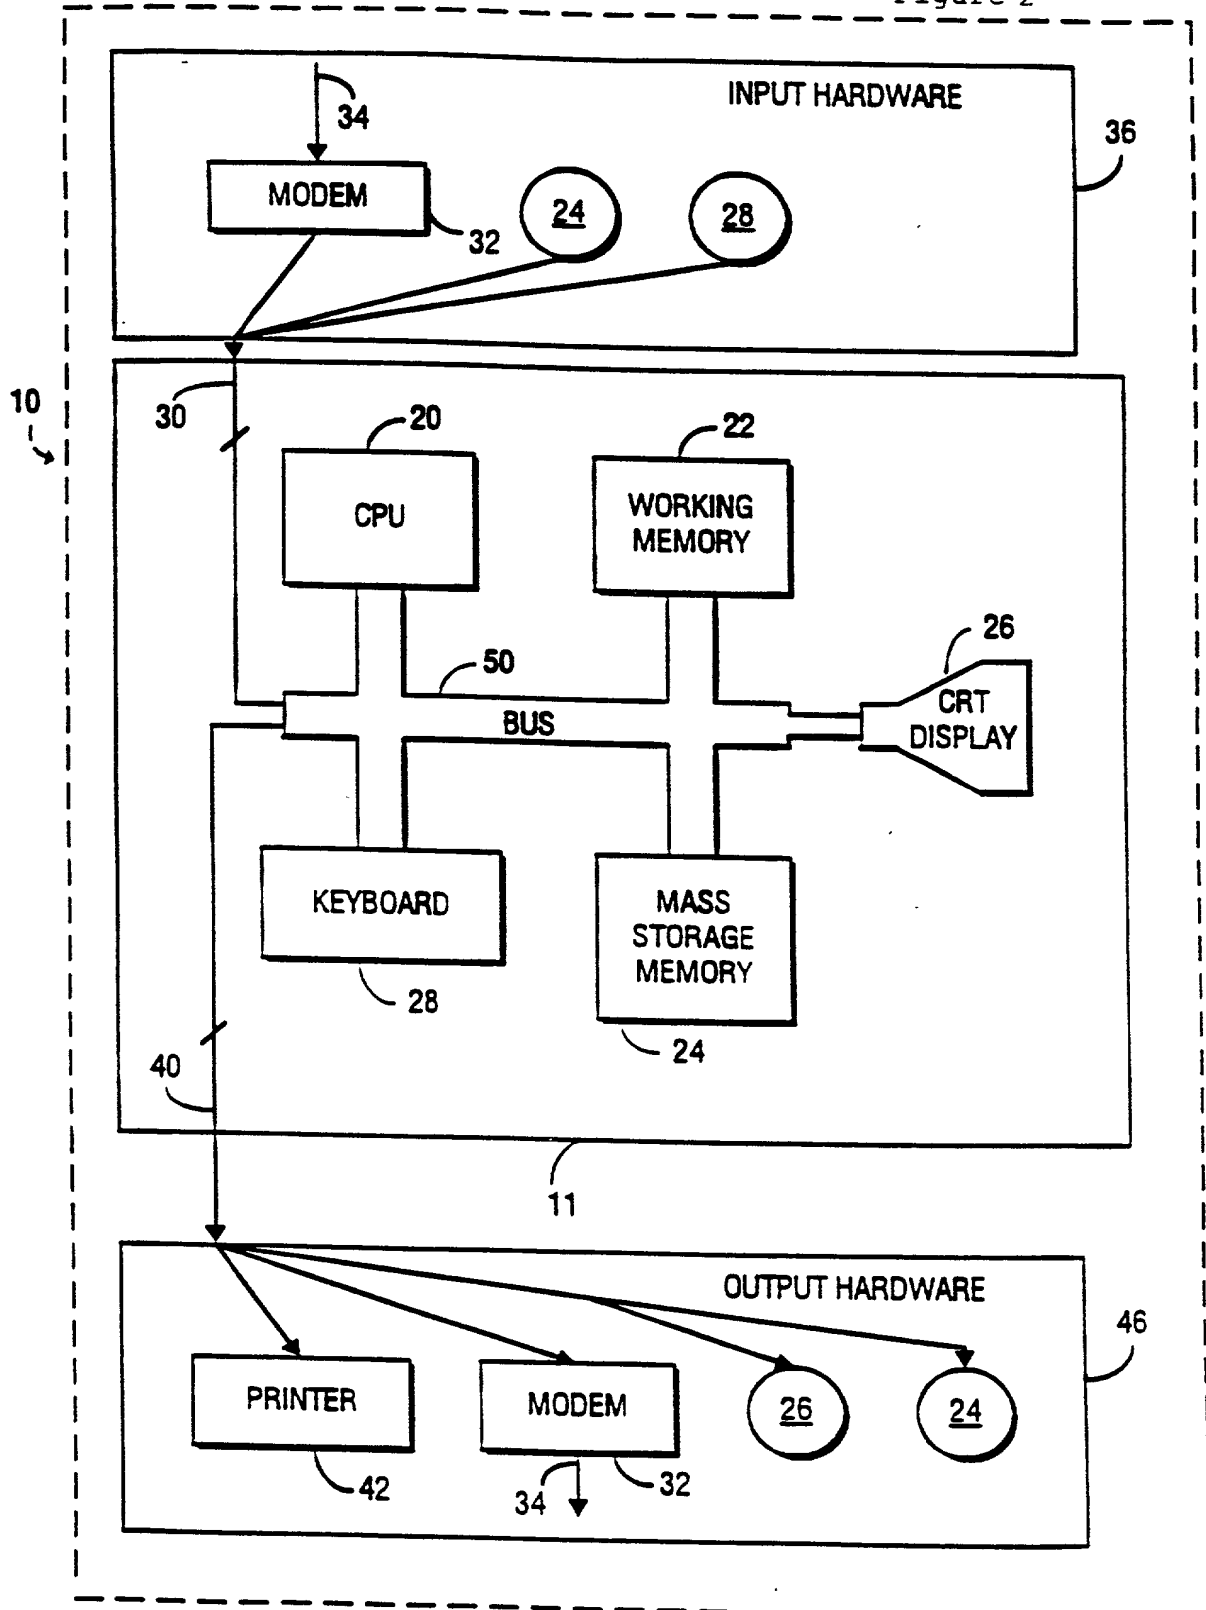 Figure 2
INPUT HARDWARE
34
36
MODEM
32
24
28
10
30
20
22
CPU
WORKING
MEMORY
26
50
CRT
DISPLAY
BUS
KEYBOARD
MASS
STORAGE
MEMORY
28
24
40
11
OUTPUT HARDWARE
46
PRINTER
MODEM
26
24
42
34
32